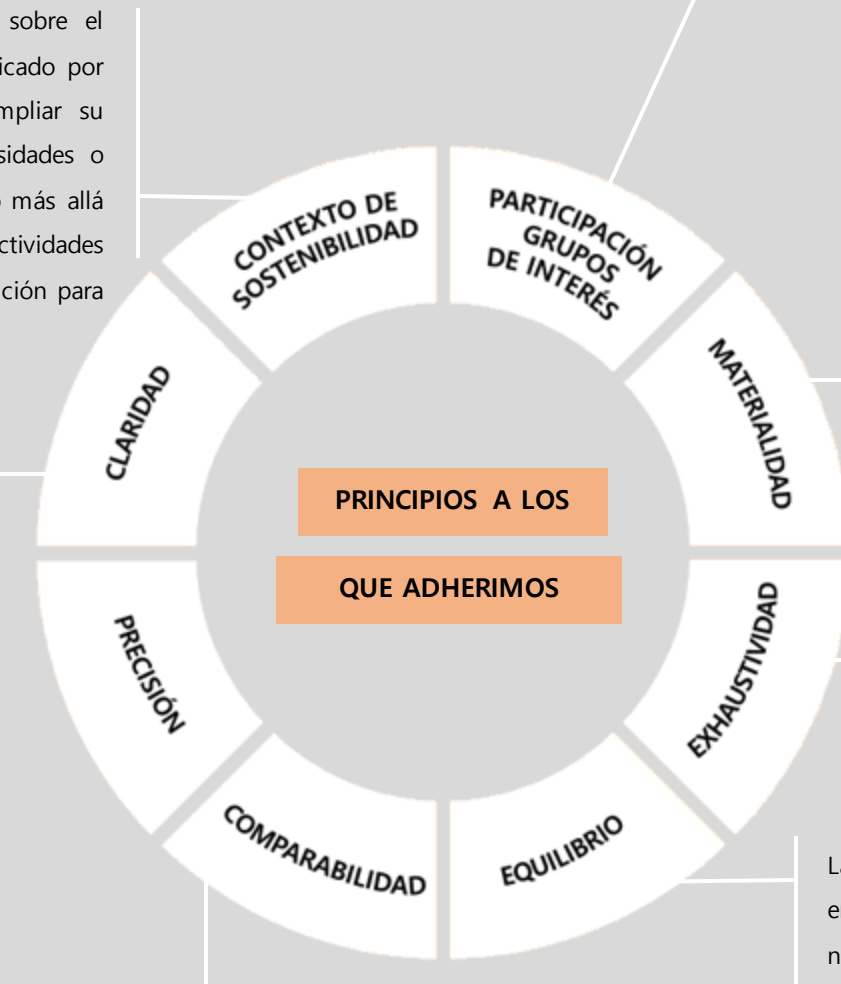 sobre el
icado por
mpliar su
sidades o
más allá
ctividades
ción para
CONTEXTO DE
SOSTENIBILIDAD
PARTICIPACIÓN
GRUPOS
DE INTERÉS
MATERIALIDAD
EXHAUSTIVIDAD
EQUILIBRIO
COMPARABILIDAD
PRECISIÓN
CLARIDAD
PRINCIPIOS A LOS
QUE ADHERIMOS